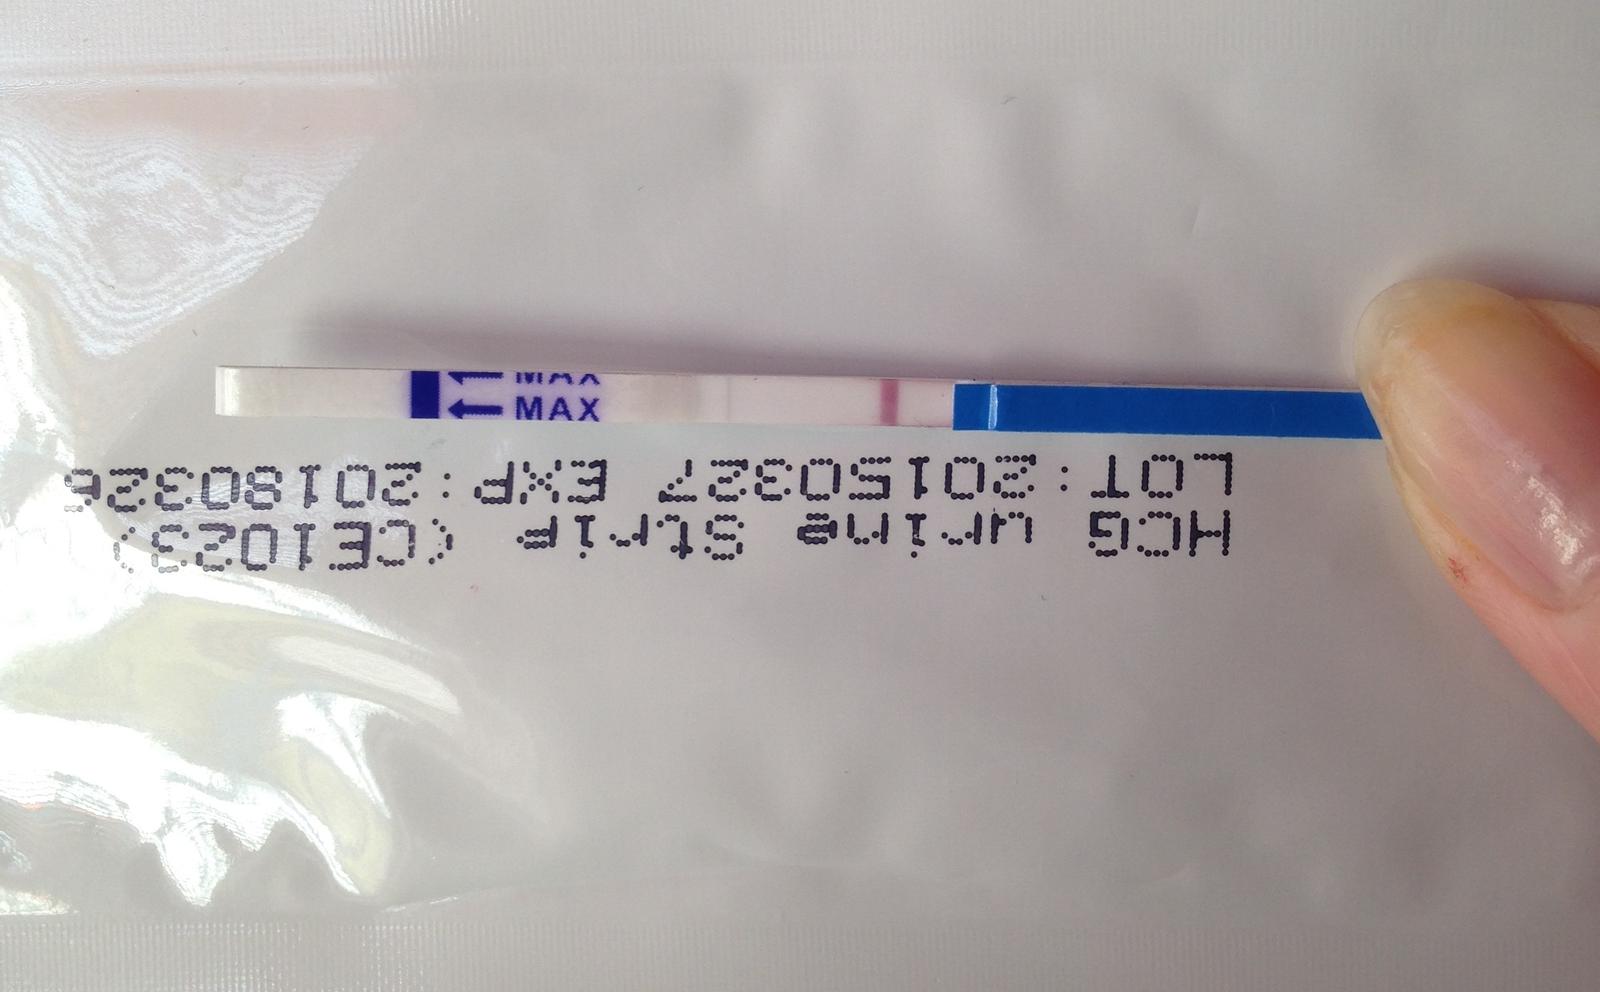 MAX
MAX
HCG urine StriP (CE1023)
LOT:20150327 EXP:20180326